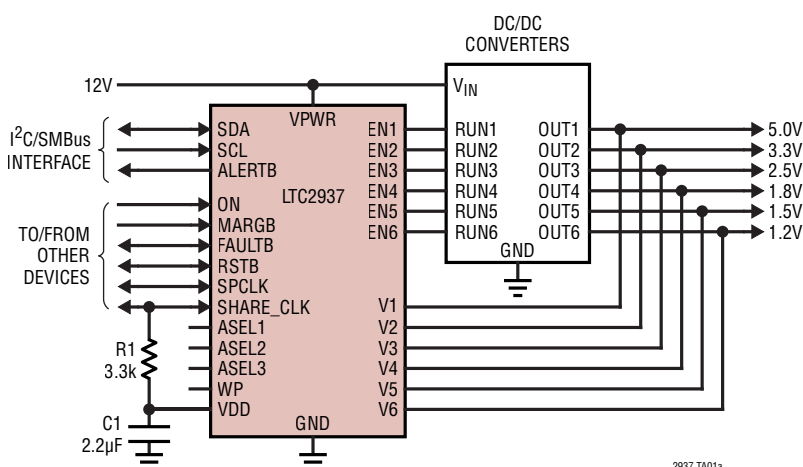 DC/DC
CONVERTERS
12V
VIN
VPWR
I2C/SMBus
INTERFACE
SDA
SCL
ALERTB
EN1
EN2
EN3
EN4
EN5
EN6
RUN1
RUN2
RUN3
RUN4
RUN5
RUN6
OUT1
OUT2
OUT3
OUT4
OUT5
OUT6
5.0V
3.3V
2.5V
1.8V
1.5V
1.2V
LTC2937
TO/FROM
OTHER
DEVICES
ON
MARGB
FAULTB
RSTB
SPCLK
SHARE_CLK
GND
ASEL1
ASEL2
ASEL3
WP
VDD
V1
V2
V3
V4
V5
V6
R1
3.3k
C1
2.2µF
GND
2937 TA01a